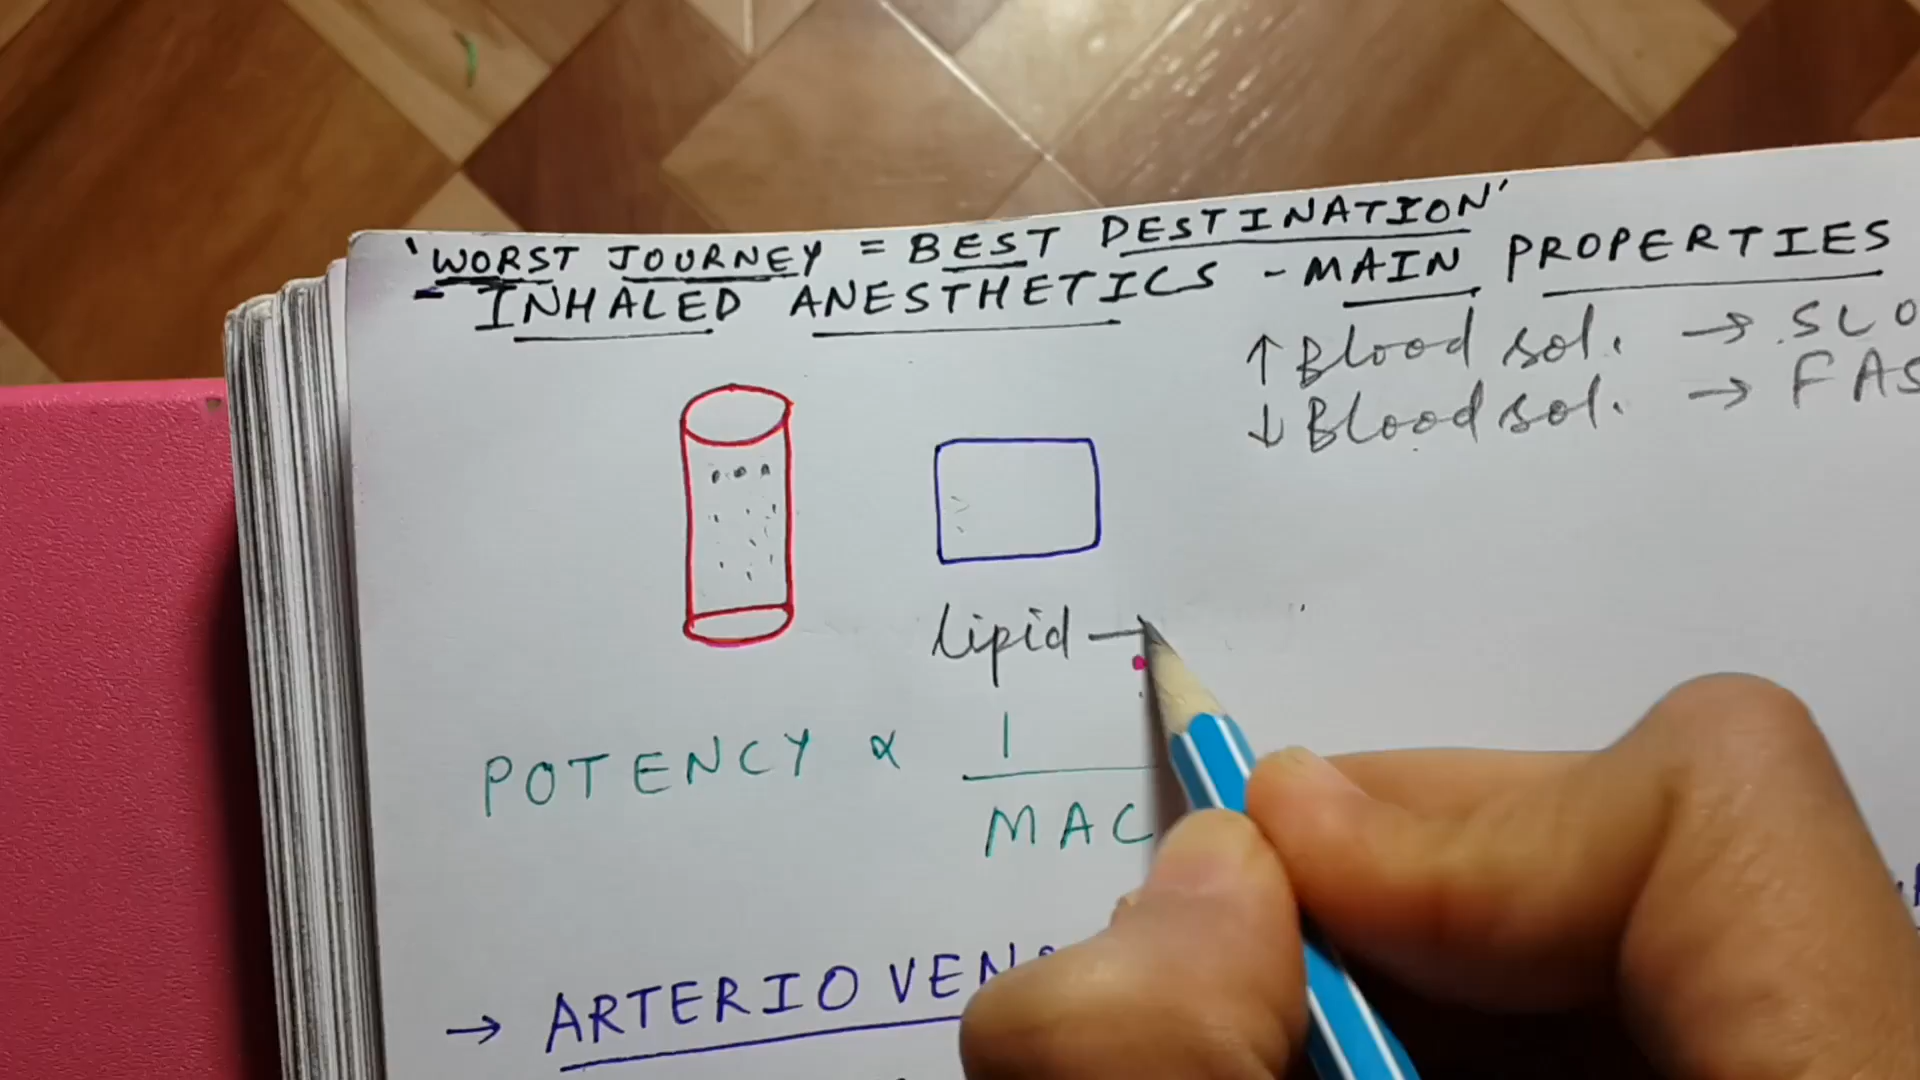 'WORST JOURNEY = BEST DESTINATION'
- INHALED ANESTHETICS - MAIN PROPERTIES
↑ Blood sol. → SLO
↓ Blood sol. → FAS
lipid →
POTENCY ∝ 1
MAC
→ ARTERIOVEN